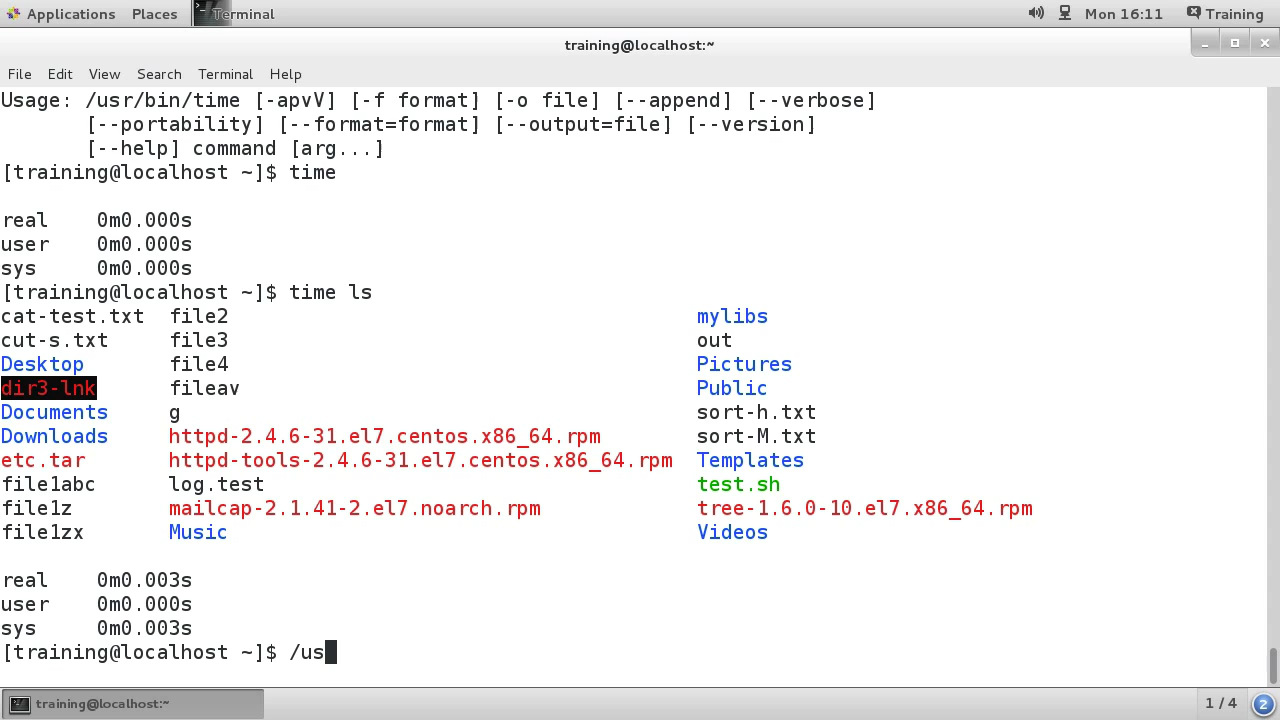 Applications Places Terminal Mon 16:11 Training
training@localhost:~
File Edit View Search Terminal Help
Usage: /usr/bin/time [-apvV] [-f format] [-o file] [--append] [--verbose]
[--portability] [--format=format] [--output=file] [--version]
[--help] command [arg...]
[training@localhost ~]$ time
real 0m0.000s
user 0m0.000s
sys 0m0.000s
[training@localhost ~]$ time ls
cat-test.txt file2 mylibs
cut-s.txt file3 out
Desktop file4 Pictures
dir3-lnk fileav Public
Documents g sort-h.txt
Downloads httpd-2.4.6-31.el7.centos.x86_64.rpm sort-M.txt
etc.tar httpd-tools-2.4.6-31.el7.centos.x86_64.rpm Templates
file1abc log.test test.sh
file1z mailcap-2.1.41-2.el7.noarch.rpm tree-1.6.0-10.el7.x86_64.rpm
file1zx Music Videos
real 0m0.003s
user 0m0.000s
sys 0m0.003s
[training@localhost ~]$ /us
training@localhost:~ 1 / 4 2